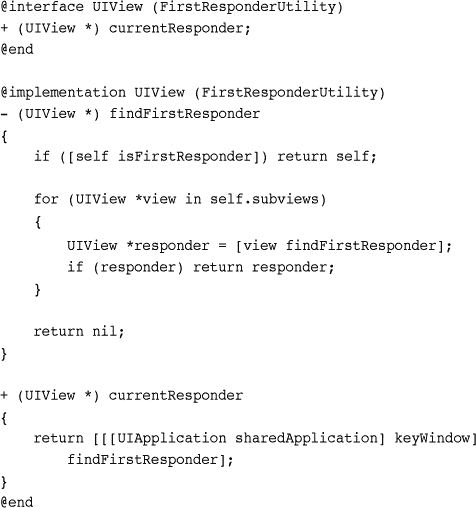 @interface UIView (FirstResponderUtility)
+ (UIView *) currentResponder;
@end
@implementation UIView (FirstResponderUtility)
- (UIView *) findFirstResponder
{
if ([self isFirstResponder]) return self;
for (UIView *view in self.subviews)
{
UIView *responder = [view findFirstResponder];
if (responder) return responder;
}
return nil;
}
+ (UIView *) currentResponder
{
return [[[UIApplication sharedApplication] keyWindow]
findFirstResponder];
}
@end